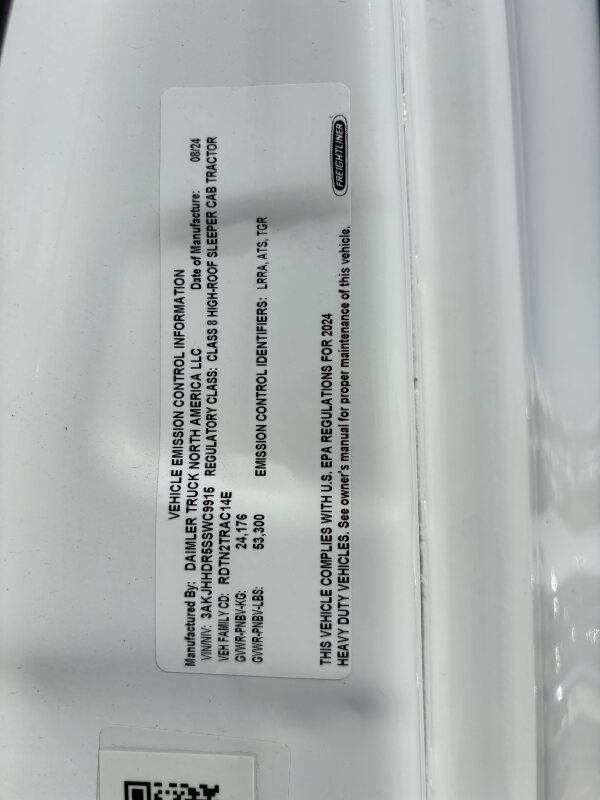 VEHICLE EMISSION CONTROL INFORMATION
Manufactured By: DAIMLER TRUCK NORTH AMERICA LLC Date of Manufacture: 08/24
VIN/NIV: 3AKJHHDR5SSWC9915 REGULATORY CLASS: CLASS 8 HIGH-ROOF SLEEPER CAB TRACTOR
VEH FAMILY CD: RDTN2TRAC14E
GVWR-PNBV-KG: 24,176
GVWR-PNBV-LBS: 53,300 EMISSION CONTROL IDENTIFIERS: LRRA, ATS, TGR
THIS VEHICLE COMPLIES WITH U.S. EPA REGULATIONS FOR 2024
HEAVY DUTY VEHICLES. See owner's manual for proper maintenance of this vehicle.
FREIGHTLINER